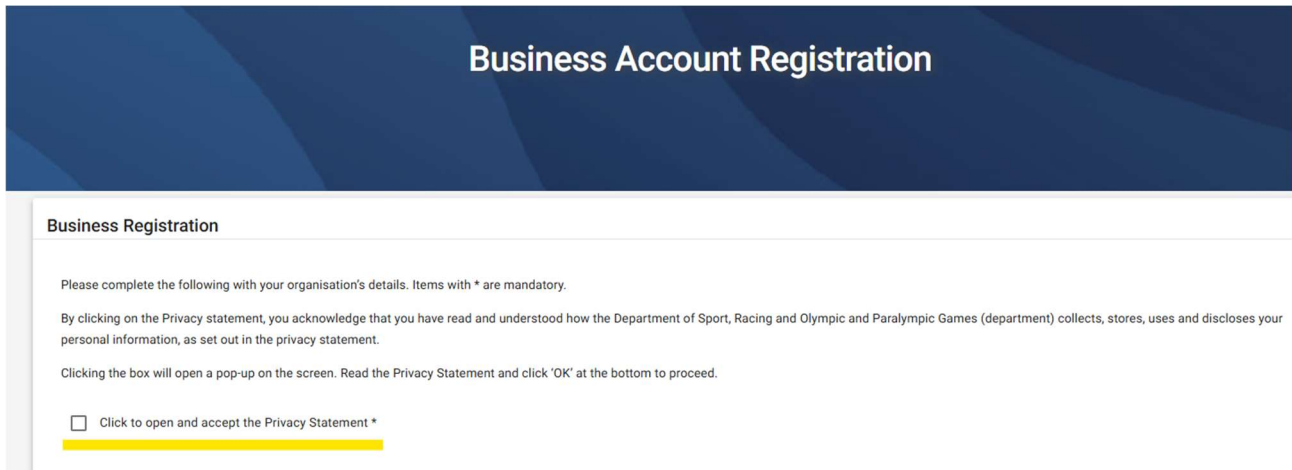 Business Account Registration
Business Registration
Please complete the following with your organisation's details. Items with * are mandatory.
By clicking on the Privacy statement, you acknowledge that you have read and understood how the Department of Sport, Racing and Olympic and Paralympic Games (department) collects, stores, uses and discloses your
personal information, as set out in the privacy statement.
Clicking the box will open a pop-up on the screen. Read the Privacy Statement and click 'OK' at the bottom to proceed.
Click to open and accept the Privacy Statement *